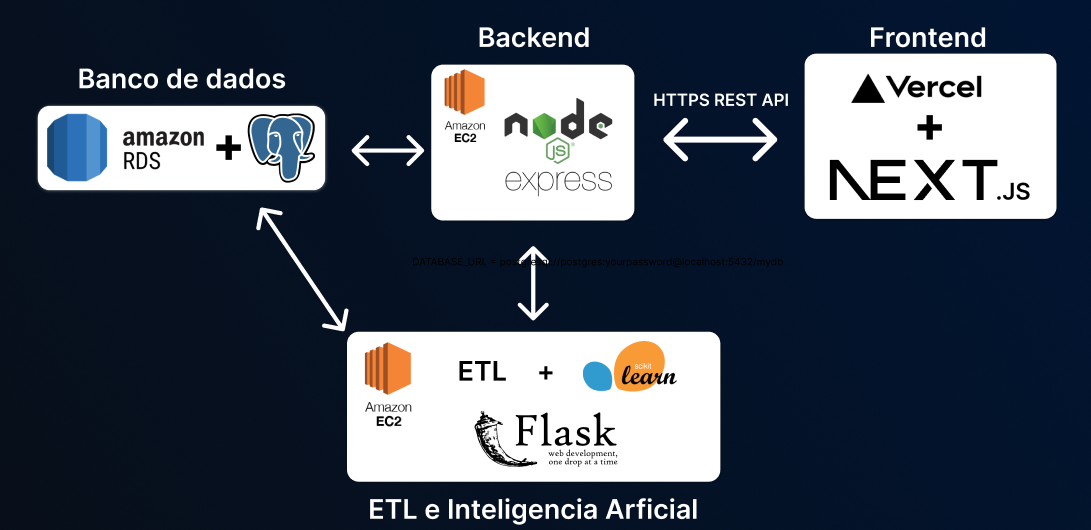 Banco de dados
amazon
RDS
+
Backend
Amazon
EC2
node
JS
express
HTTPS REST API
Frontend
Vercel
+
NEXT.JS
DATABASE_URL = postgresql://postgres:yourpassword@localhost:5432/mydb
Amazon
EC2
ETL + scikit
learn
Flask
web development,
one drop at a time
ETL e Inteligencia Arficial